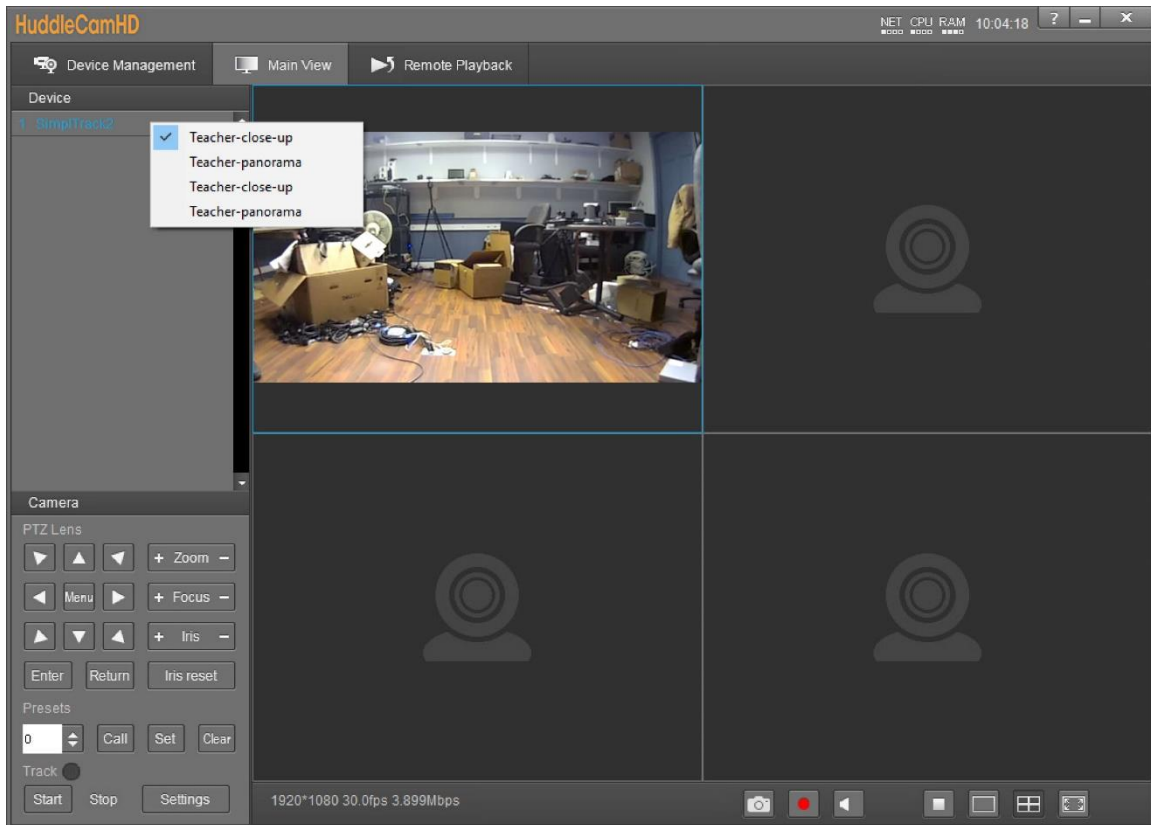 HuddleCamHD
NET CPU RAM 10:04:18 ?
Device Management Main View Remote Playback
Device
1 SimplTrack2
Teacher-close-up
Teacher-panorama
Teacher-close-up
Teacher-panorama
Camera
PTZ Lens
+ Zoom −
Menu + Focus −
+ Iris −
Enter Return Iris reset
Presets
0 Call Set Clear
Track
Start Stop Settings
1920*1080 30.0fps 3.899Mbps